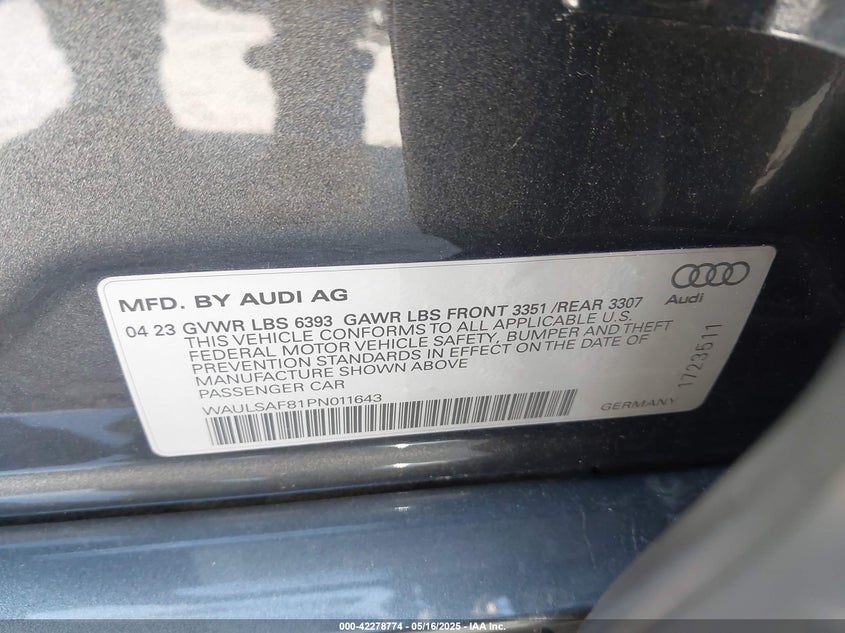 MFD. BY AUDI AG
Audi
04 23 GVWR LBS 6393 GAWR LBS FRONT 3351 /REAR 3307
THIS VEHICLE CONFORMS TO ALL APPLICABLE U.S.
FEDERAL MOTOR VEHICLE SAFETY, BUMPER AND THEFT
PREVENTION STANDARDS IN EFFECT ON THE DATE OF
MANUFACTURE SHOWN ABOVE
PASSENGER CAR
WAULSAF81PN011643
GERMANY
1723511
000-42278774 - 05/16/2025 - IAA Inc.